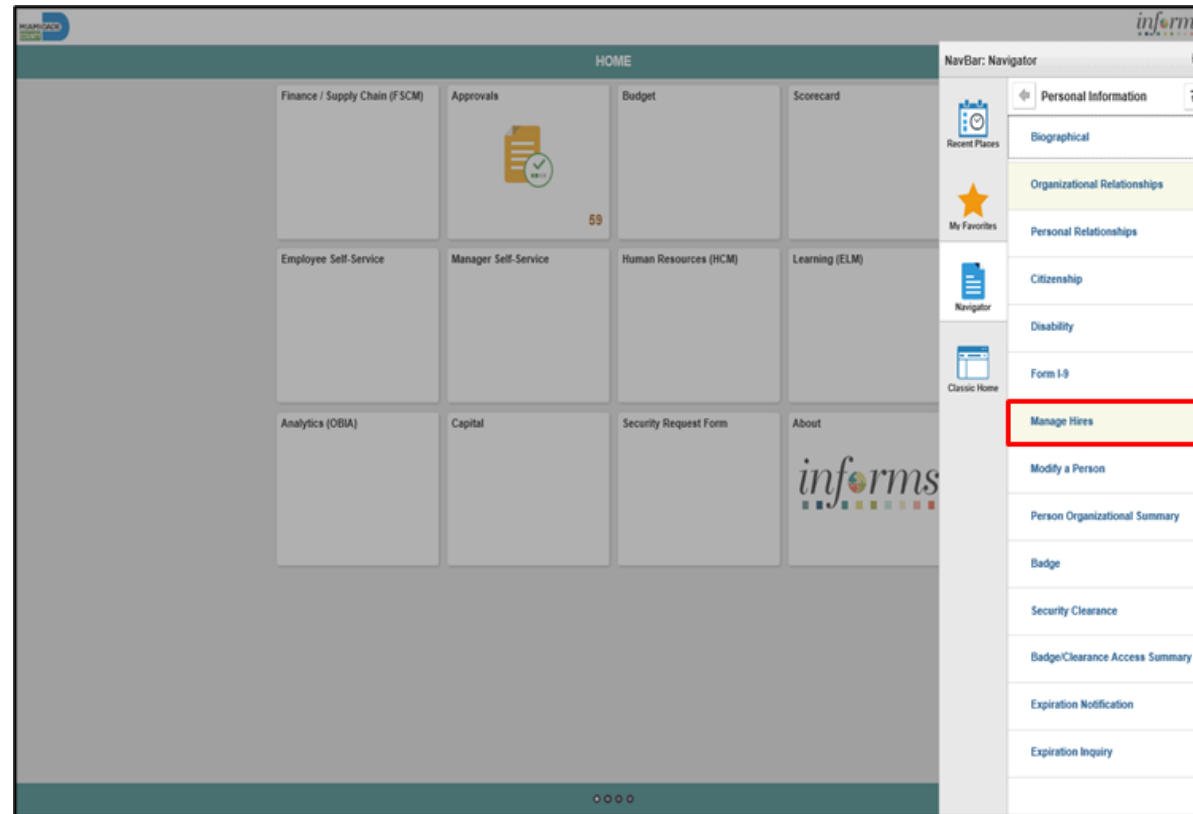 MIAMI-DADE
inform
HOME
NavBar: Navigator
Finance / Supply Chain (FSCM)
Approvals
Budget
Scorecard
59
Employee Self-Service
Manager Self-Service
Human Resources (HCM)
Learning (ELM)
Analytics (OBIA)
Capital
Security Request Form
About
informs
Recent Places
My Favorites
Navigator
Classic Home
Personal Information
Biographical
Organizational Relationships
Personal Relationships
Citizenship
Disability
Form I-9
Manage Hires
Modify a Person
Person Organizational Summary
Badge
Security Clearance
Badge/Clearance Access Summary
Expiration Notification
Expiration Inquiry